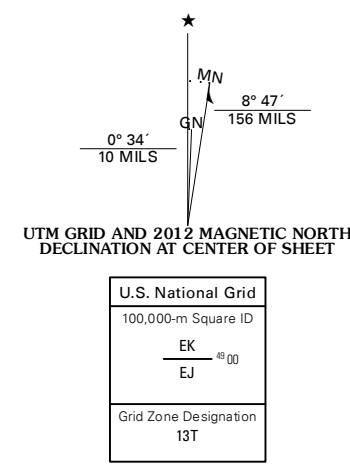 ★
MN
8° 47´
156 MILS
GN
0° 34´
10 MILS
UTM GRID AND 2012 MAGNETIC NORTH
DECLINATION AT CENTER OF SHEET
U.S. National Grid
100,000-m Square ID
EK
49 00
EJ
Grid Zone Designation
13T